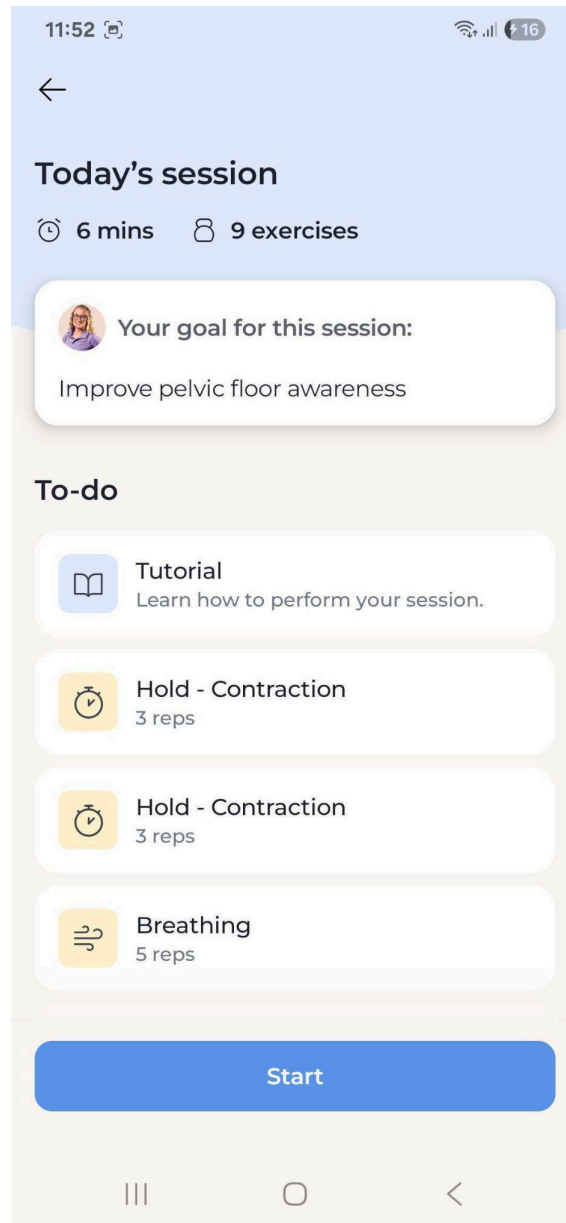 11:52
16
Today’s session
6 mins
9 exercises
Your goal for this session:
Improve pelvic floor awareness
To-do
Tutorial
Learn how to perform your session.
Hold - Contraction
3 reps
Hold - Contraction
3 reps
Breathing
5 reps
Start